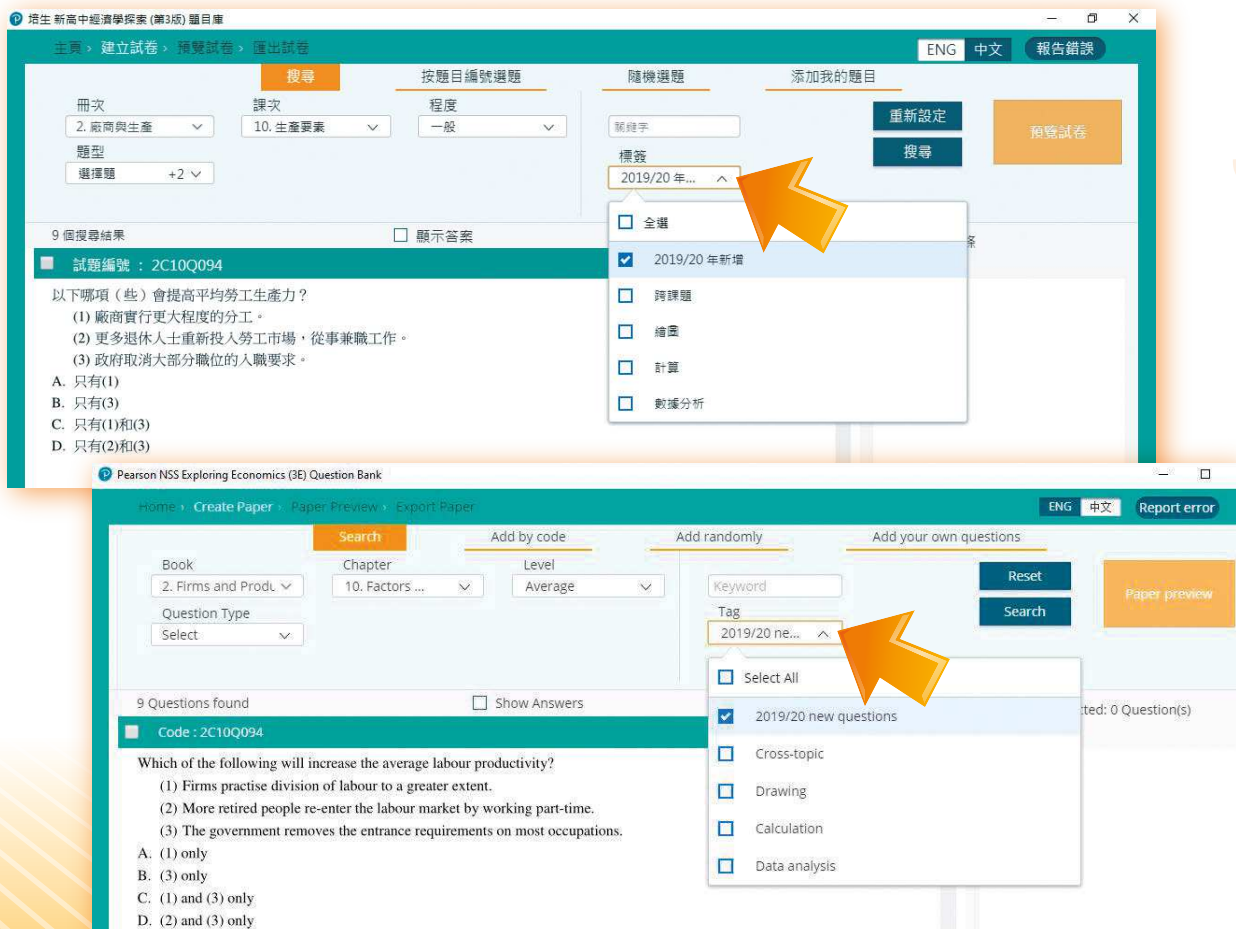 培生 新高中經濟學探索 (第3版) 題目庫
主頁 › 建立試卷 › 預覽試卷 › 匯出試卷
ENG 中文 報告錯誤
搜尋 按題目編號選題 隨機選題 添加我的題目
冊次 課次 程度
2. 廠商與生產 10. 生產要素 一般 關鍵字
重新設定
預覽試卷
題型 標籤
搜尋
選擇題 +2 2019/20 年...
9 個搜尋結果 顯示答案
全選
2019/20 年新增
跨課題
繪圖
計算
數據分析
試題編號 : 2C10Q094
以下哪項(些)會提高平均勞工生產力?
(1) 廠商實行更大程度的分工。
(2) 更多退休人士重新投入勞工市場,從事兼職工作。
(3) 政府取消大部分職位的入職要求。
A. 只有(1)
B. 只有(3)
C. 只有(1)和(3)
D. 只有(2)和(3)
Pearson NSS Exploring Economics (3E) Question Bank
Home › Create Paper › Paper Preview › Export Paper
ENG 中文 Report error
Search Add by code Add randomly Add your own questions
Book Chapter Level
2. Firms and Produ 10. Factors ... Average Keyword
Reset
Paper preview
Question Type Tag
Search
Select 2019/20 ne...
9 Questions found Show Answers
cted: 0 Question(s)
Select All
2019/20 new questions
Cross-topic
Drawing
Calculation
Data analysis
Code : 2C10Q094
Which of the following will increase the average labour productivity?
(1) Firms practise division of labour to a greater extent.
(2) More retired people re-enter the labour market by working part-time.
(3) The government removes the entrance requirements on most occupations.
A. (1) only
B. (3) only
C. (1) and (3) only
D. (2) and (3) only